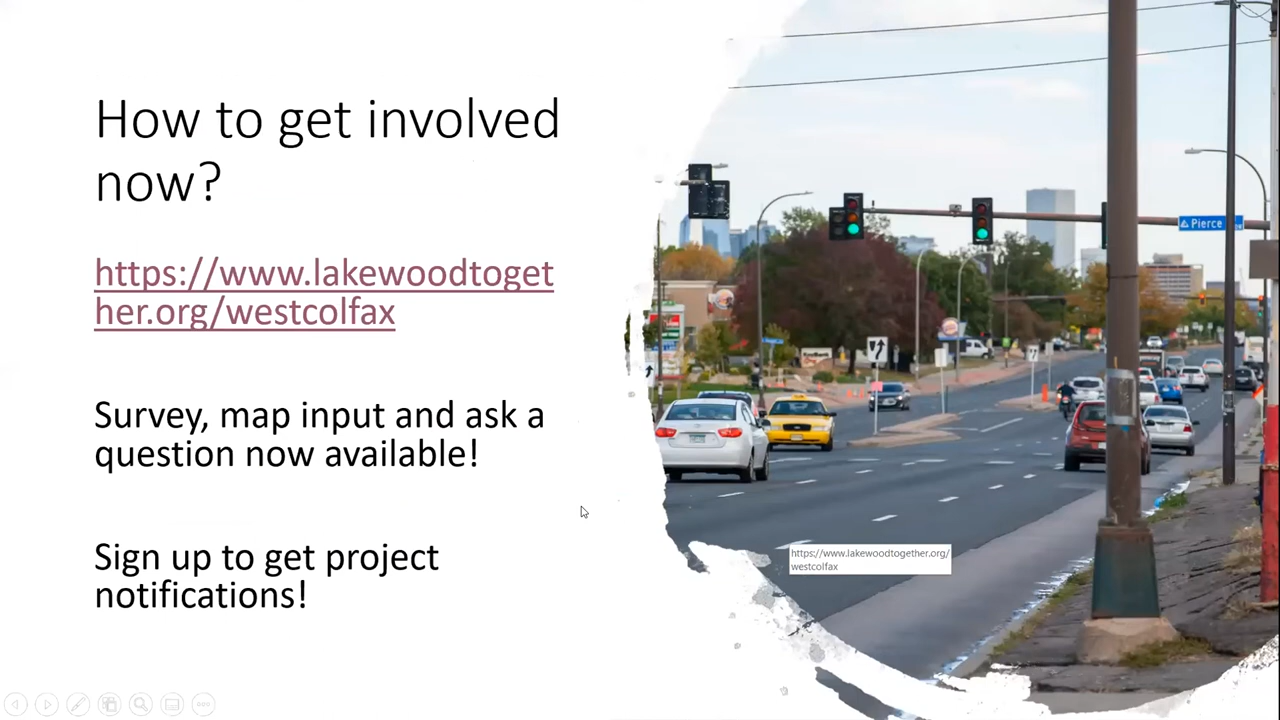 How to get involved
now?
https://www.lakewoodtoget
her.org/westcolfax
Survey, map input and ask a
question now available!
Sign up to get project
notifications!
Pierce
https://www.lakewoodtogether.org/
westcolfax